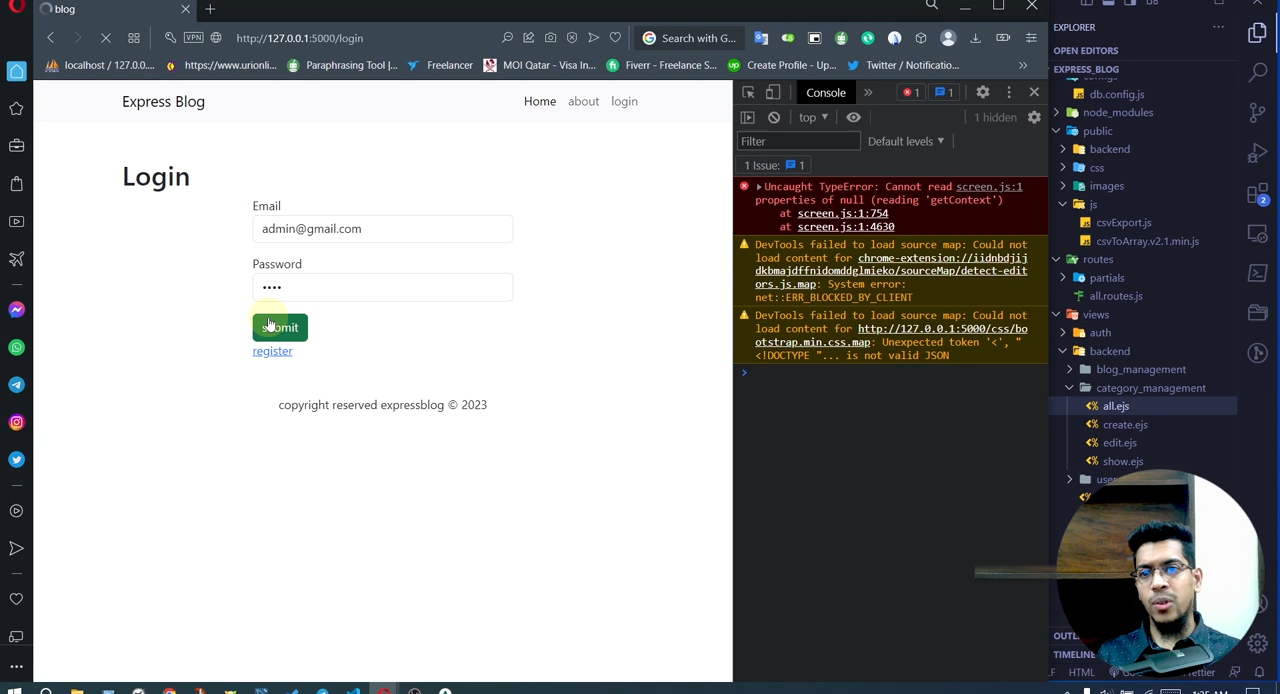 blog
http://127.0.0.1:5000/login
VPN
Search with G...
localhost / 127.0.0....
https://www.urionli...
Paraphrasing Tool |...
Freelancer
MOI Qatar - Visa In...
Fiverr - Freelance S...
Create Profile - Up...
Twitter / Notificatio...
Express Blog
Home
about
login
Login
Email
admin@gmail.com
Password
••••
submit
register
copyright reserved expressblog © 2023
Console
1
1
top
1 hidden
Filter
Default levels
1 Issue: 1
Uncaught TypeError: Cannot read screen.js:1
properties of null (reading 'getContext')
at screen.js:1:754
at screen.js:1:4630
DevTools failed to load source map: Could not
load content for chrome-extension://iidnbdjij
dkbmajdffnidomddglmieko/sourceMap/detect-edit
ors.js.map: System error:
net::ERR_BLOCKED_BY_CLIENT
DevTools failed to load source map: Could not
load content for http://127.0.0.1:5000/css/bo
otstrap.min.css.map: Unexpected token '<', "
<!DOCTYPE "... is not valid JSON
EXPLORER
OPEN EDITORS
EXPRESS_BLOG
db.config.js
node_modules
public
backend
css
images
js
csvExport.js
csvToArray.v2.1.min.js
routes
partials
all.routes.js
views
auth
backend
blog_management
category_management
all.ejs
create.ejs
edit.ejs
show.ejs
2
TIMELINE
HTML
1:35 AM